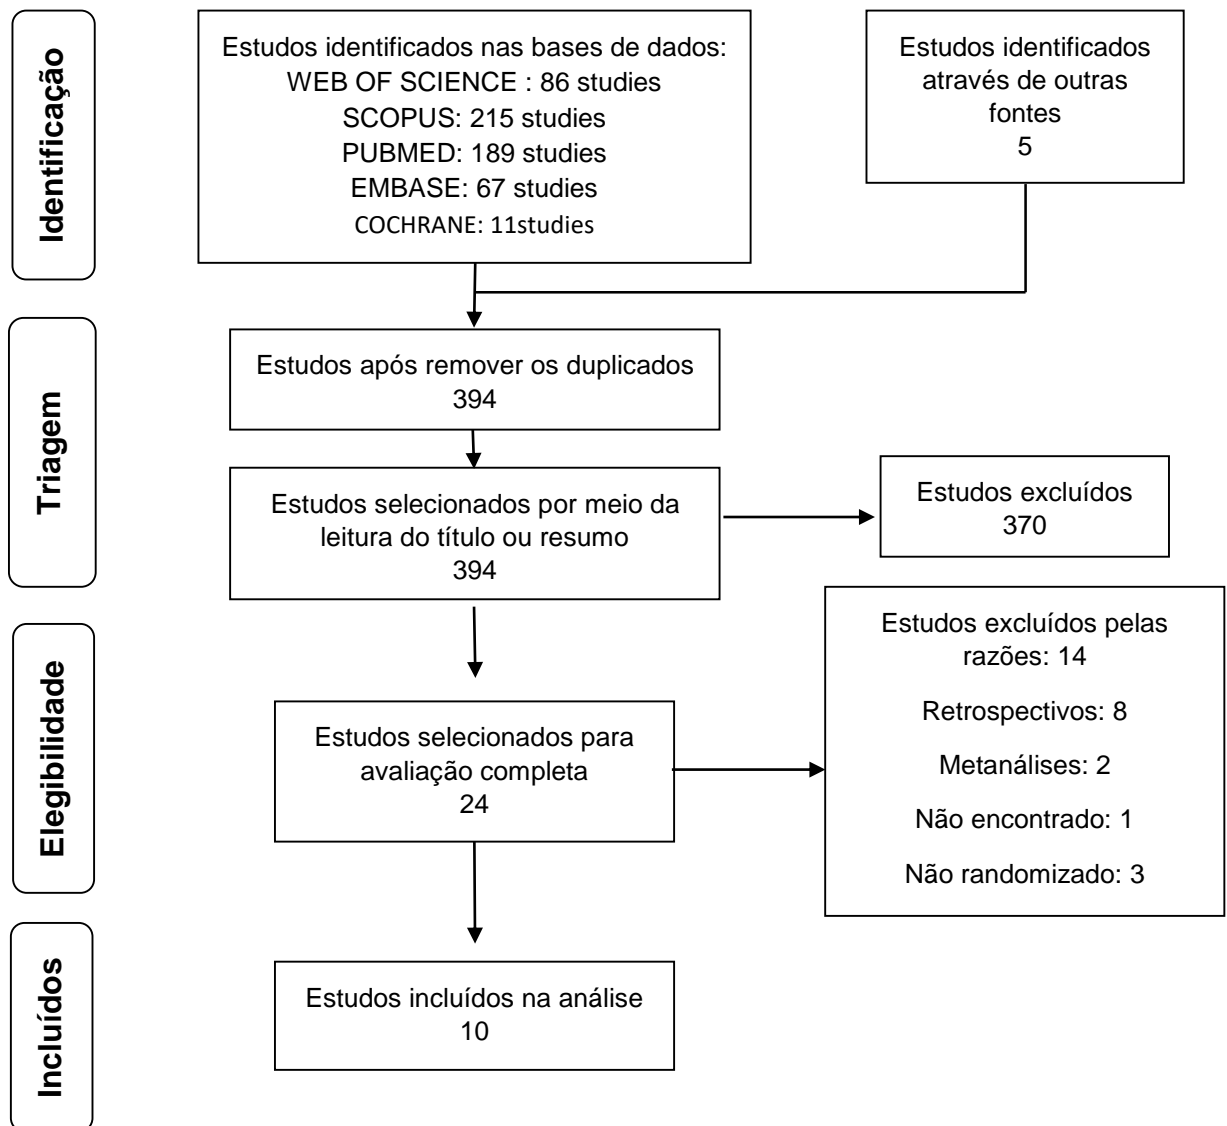 Identificação
Estudos identificados nas bases de dados:
WEB OF SCIENCE : 86 studies
SCOPUS: 215 studies
PUBMED: 189 studies
EMBASE: 67 studies
COCHRANE: 11studies
Estudos identificados
através de outras
fontes
5
Triagem
Estudos após remover os duplicados
394
Estudos selecionados por meio da
leitura do título ou resumo
394
Estudos excluídos
370
Elegibilidade
Estudos selecionados para
avaliação completa
24
Estudos excluídos pelas
razões: 14
Retrospectivos: 8
Metanálises: 2
Não encontrado: 1
Não randomizado: 3
Incluídos
Estudos incluídos na análise
10